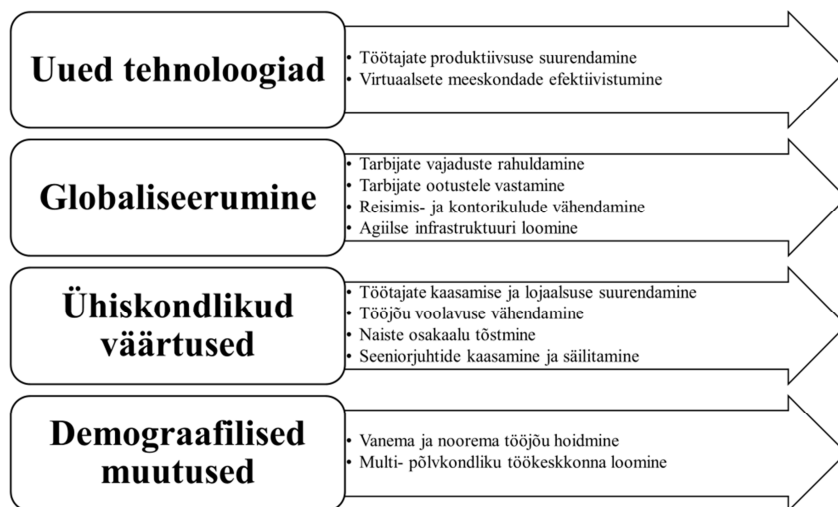 Uued tehnoloogiad
• Töötajate produktiivsuse suurendamine
• Virtuaalsete meeskondade efektiivistumine
Globaliseerumine
• Tarbijate vajaduste rahuldamine
• Tarbijate ootustele vastamine
• Reisimis- ja kontorikulude vähendamine
• Agiilse infrastruktuuri loomine
Ühiskondlikud
väärtused
• Töötajate kaasamise ja lojaalsuse suurendamine
• Tööjõu voolavuse vähendamine
• Naiste osakaalu tõstmine
• Seeniorjuhtide kaasamine ja säilitamine
Demograafilised
muutused
• Vanema ja noorema tööjõu hoidmine
• Multi- põlvkondliku töökeskkonna loomine